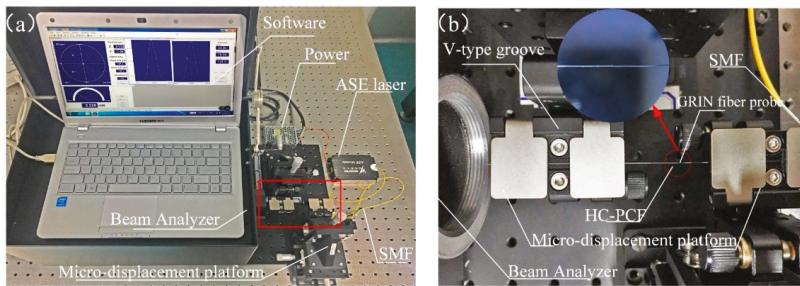 (a)
Software
Power
ASE laser
Beam Analyzer
SMF
Micro-displacement platform
(b)
V-type groove
SMF
GRIN fiber probe
HC-PCF
Micro-displacement platform
Beam Analyzer